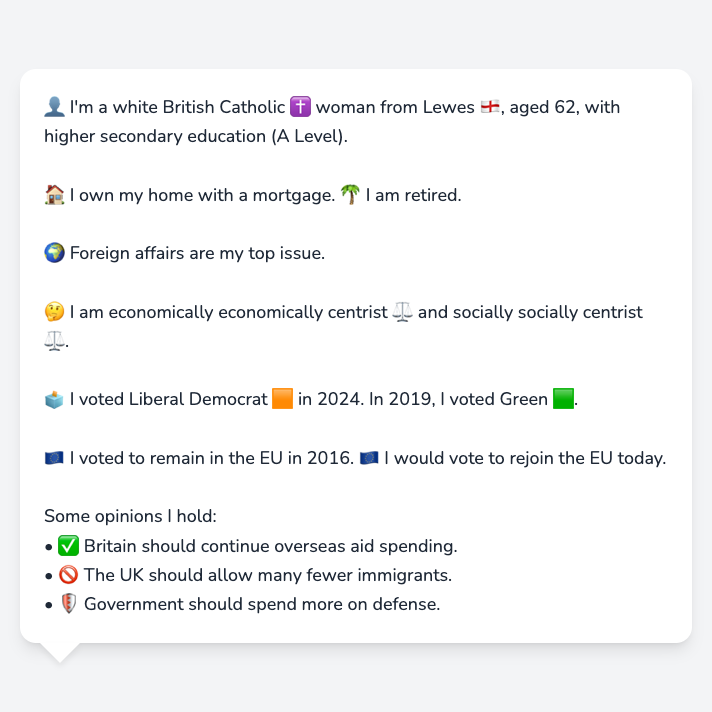 👤 I'm a white British Catholic ✝️ woman from Lewes 🏴󠁧󠁢󠁥󠁮󠁧󠁿, aged 62, with
higher secondary education (A Level).
🏠 I own my home with a mortgage. 🌴 I am retired.
🌍 Foreign affairs are my top issue.
🤔 I am economically economically centrist ⚖️ and socially socially centrist
⚖️.
🗳️ I voted Liberal Democrat 🟧 in 2024. In 2019, I voted Green 🟩.
🇪🇺 I voted to remain in the EU in 2016. 🇪🇺 I would vote to rejoin the EU today.
Some opinions I hold:
• ✅ Britain should continue overseas aid spending.
• 🚫 The UK should allow many fewer immigrants.
• 🛡️ Government should spend more on defense.